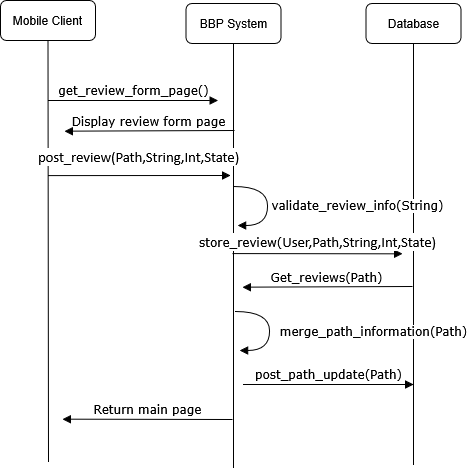 Mobile Client
BBP System
Database
get_review_form_page()
Display review form page
post_review(Path,String,Int,State)
validate_review_info(String)
store_review(User,Path,String,Int,State)
Get_reviews(Path)
merge_path_information(Path)
post_path_update(Path)
Return main page